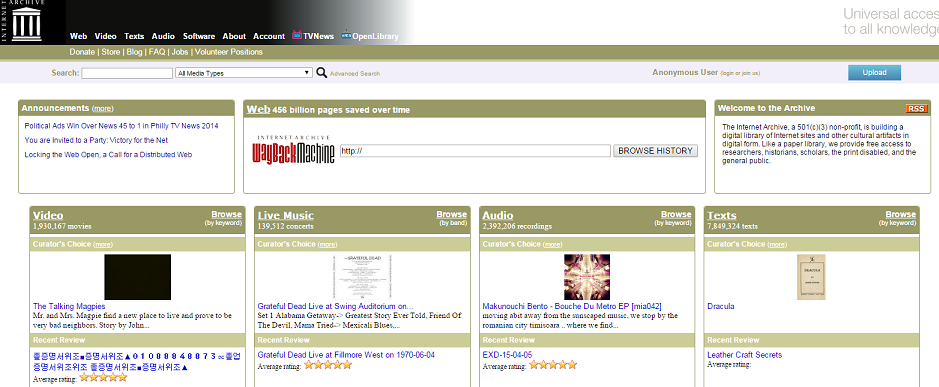 INTERNET ARCHIVE
Universal access
to all knowledge
Web Video Texts Audio Software About Account TVNews OpenLibrary
Donate | Store | Blog | FAQ | Jobs | Volunteer Positions
Search: All Media Types Advanced Search
Anonymous User (login or join us) Upload
Announcements (more)
Political Ads Win Over News 45 to 1 in Philly TV News 2014
You are Invited to a Party: Victory for the Net
Locking the Web Open, a Call for a Distributed Web
Web 456 billion pages saved over time
INTERNET ARCHIVE
WayBackMachine
http:// BROWSE HISTORY
Welcome to the Archive RSS
The Internet Archive, a 501(c)(3) non-profit, is building a
digital library of Internet sites and other cultural artifacts in
digital form. Like a paper library, we provide free access to
researchers, historians, scholars, the print disabled, and the
general public.
Video Browse
1,930,167 movies (by keyword)
Curator's Choice (more)
The Talking Magpies
Mr. and Mrs. Magpie find a new place to live and prove to be
very bad neighbors. Story by John...
Recent Review
졸증명서위조■증명서위조▲０１０８８８４８８７３∝졸업
증명서위조위조 졸증명서위조■증명서위조▲
Average rating:
Live Music Browse
139,512 concerts (by band)
Curator's Choice (more)
GRATEFUL DEAD
Grateful Dead Live at Swing Auditorium on...
Set 1 Alabama Getaway-> Greatest Story Ever Told, Friend Of
The Devil, Mama Tried-> Mexicali Blues,...
Recent Review
Grateful Dead Live at Fillmore West on 1970-06-04
Average rating:
Audio Browse
2,392,206 recordings (by keyword)
Curator's Choice (more)
Makunouchi Bento - Bouche Du Metro EP [mia042]
moving abit away from the sunscaped music, we stop by the
romanian city timisoara .. where we find...
Recent Review
EXD-15-04-05
Average rating:
Texts Browse
7,849,324 texts (by keyword)
Curator's Choice (more)
DRACULA
Dracula
Recent Review
Leather Craft Secrets
Average rating: